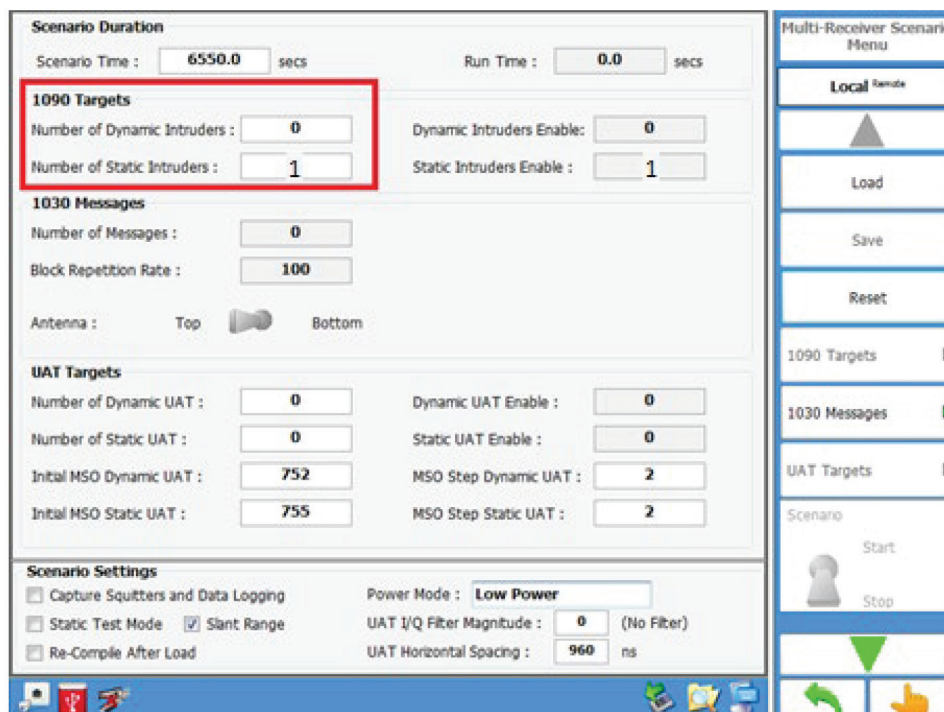 Scenario Duration
Scenario Time : 6550.0 secs Run Time : 0.0 secs
1090 Targets
Number of Dynamic Intruders : 0 Dynamic Intruders Enable: 0
Number of Static Intruders : 1 Static Intruders Enable : 1
1030 Messages
Number of Messages : 0
Block Repetition Rate : 100
Antenna : Top Bottom
UAT Targets
Number of Dynamic UAT : 0 Dynamic UAT Enable : 0
Number of Static UAT : 0 Static UAT Enable : 0
Initial MSO Dynamic UAT : 752 MSO Step Dynamic UAT : 2
Initial MSO Static UAT : 755 MSO Step Static UAT : 2
Scenario Settings
Capture Squitters and Data Logging Power Mode : Low Power
Static Test Mode Slant Range UAT I/Q Filter Magnitude : 0 (No Filter)
Re-Compile After Load UAT Horizontal Spacing : 960 ns
Multi-Receiver Scenari
Menu
Local Remote
Load
Save
Reset
1090 Targets
1030 Messages
UAT Targets
Scenario
Start
Stop